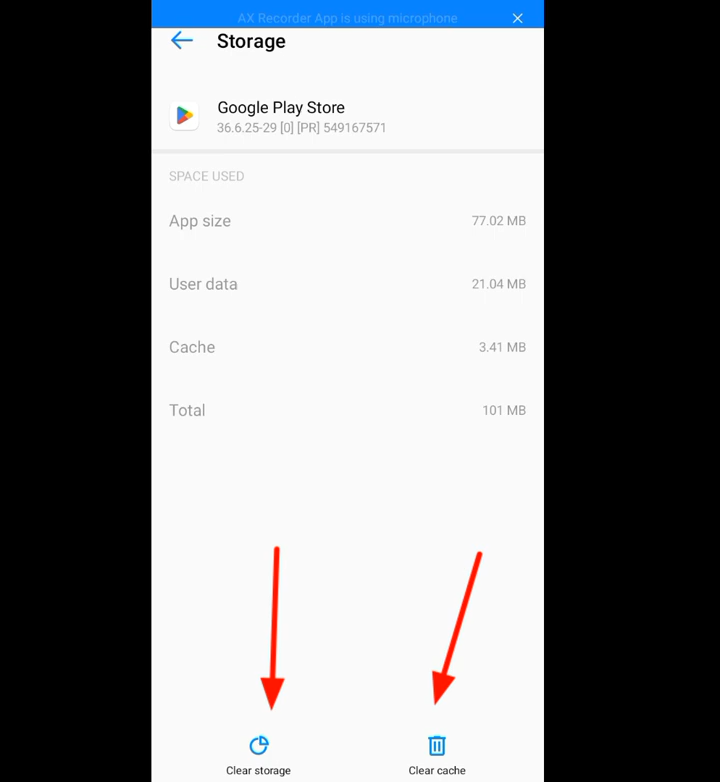 AX Recorder App is using microphone
Storage
Google Play Store
36.6.25-29 [0] [PR] 549167571
SPACE USED
App size 77.02 MB
User data 21.04 MB
Cache 3.41 MB
Total 101 MB
Clear storage Clear cache